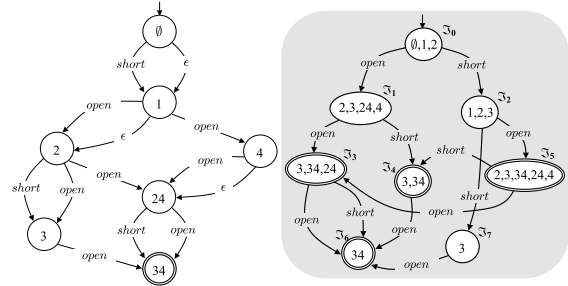 ∅
short
ϵ
1
open
open
ϵ
2
4
open
open
ϵ
short
open
24
3
short
open
open
34
ℑ0
∅,1,2
open
short
ℑ1
ℑ2
2,3,24,4
1,2,3
open
short
open
ℑ3
ℑ4
short
ℑ5
3,34,24
3,34
2,3,34,24,4
short
open
short
open
open
ℑ6
ℑ7
34
3
open